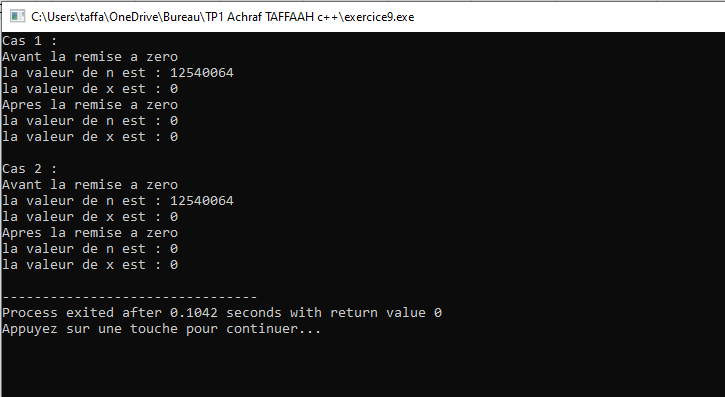 C:\Users\taffa\OneDrive\Bureau\TP1 Achraf TAFFAAH c++\exercice9.exe
Cas 1 :
Avant la remise a zero
la valeur de n est : 12540064
la valeur de x est : 0
Apres la remise a zero
la valeur de n est : 0
la valeur de x est : 0
Cas 2 :
Avant la remise a zero
la valeur de n est : 12540064
la valeur de x est : 0
Apres la remise a zero
la valeur de n est : 0
la valeur de x est : 0
--------------------------------
Process exited after 0.1042 seconds with return value 0
Appuyez sur une touche pour continuer...